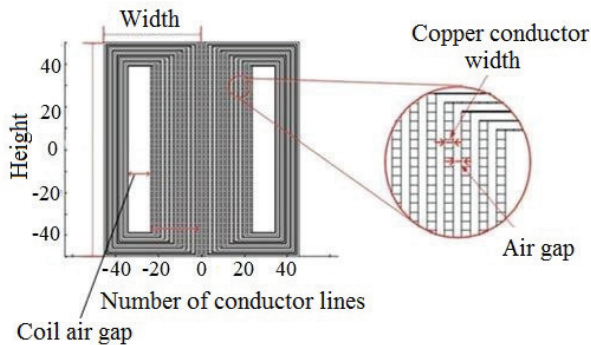 Width
Copper conductor
width
Height
40
20
0
-20
-40
-40 -20 0 20 40
Number of conductor lines
Coil air gap
Air gap